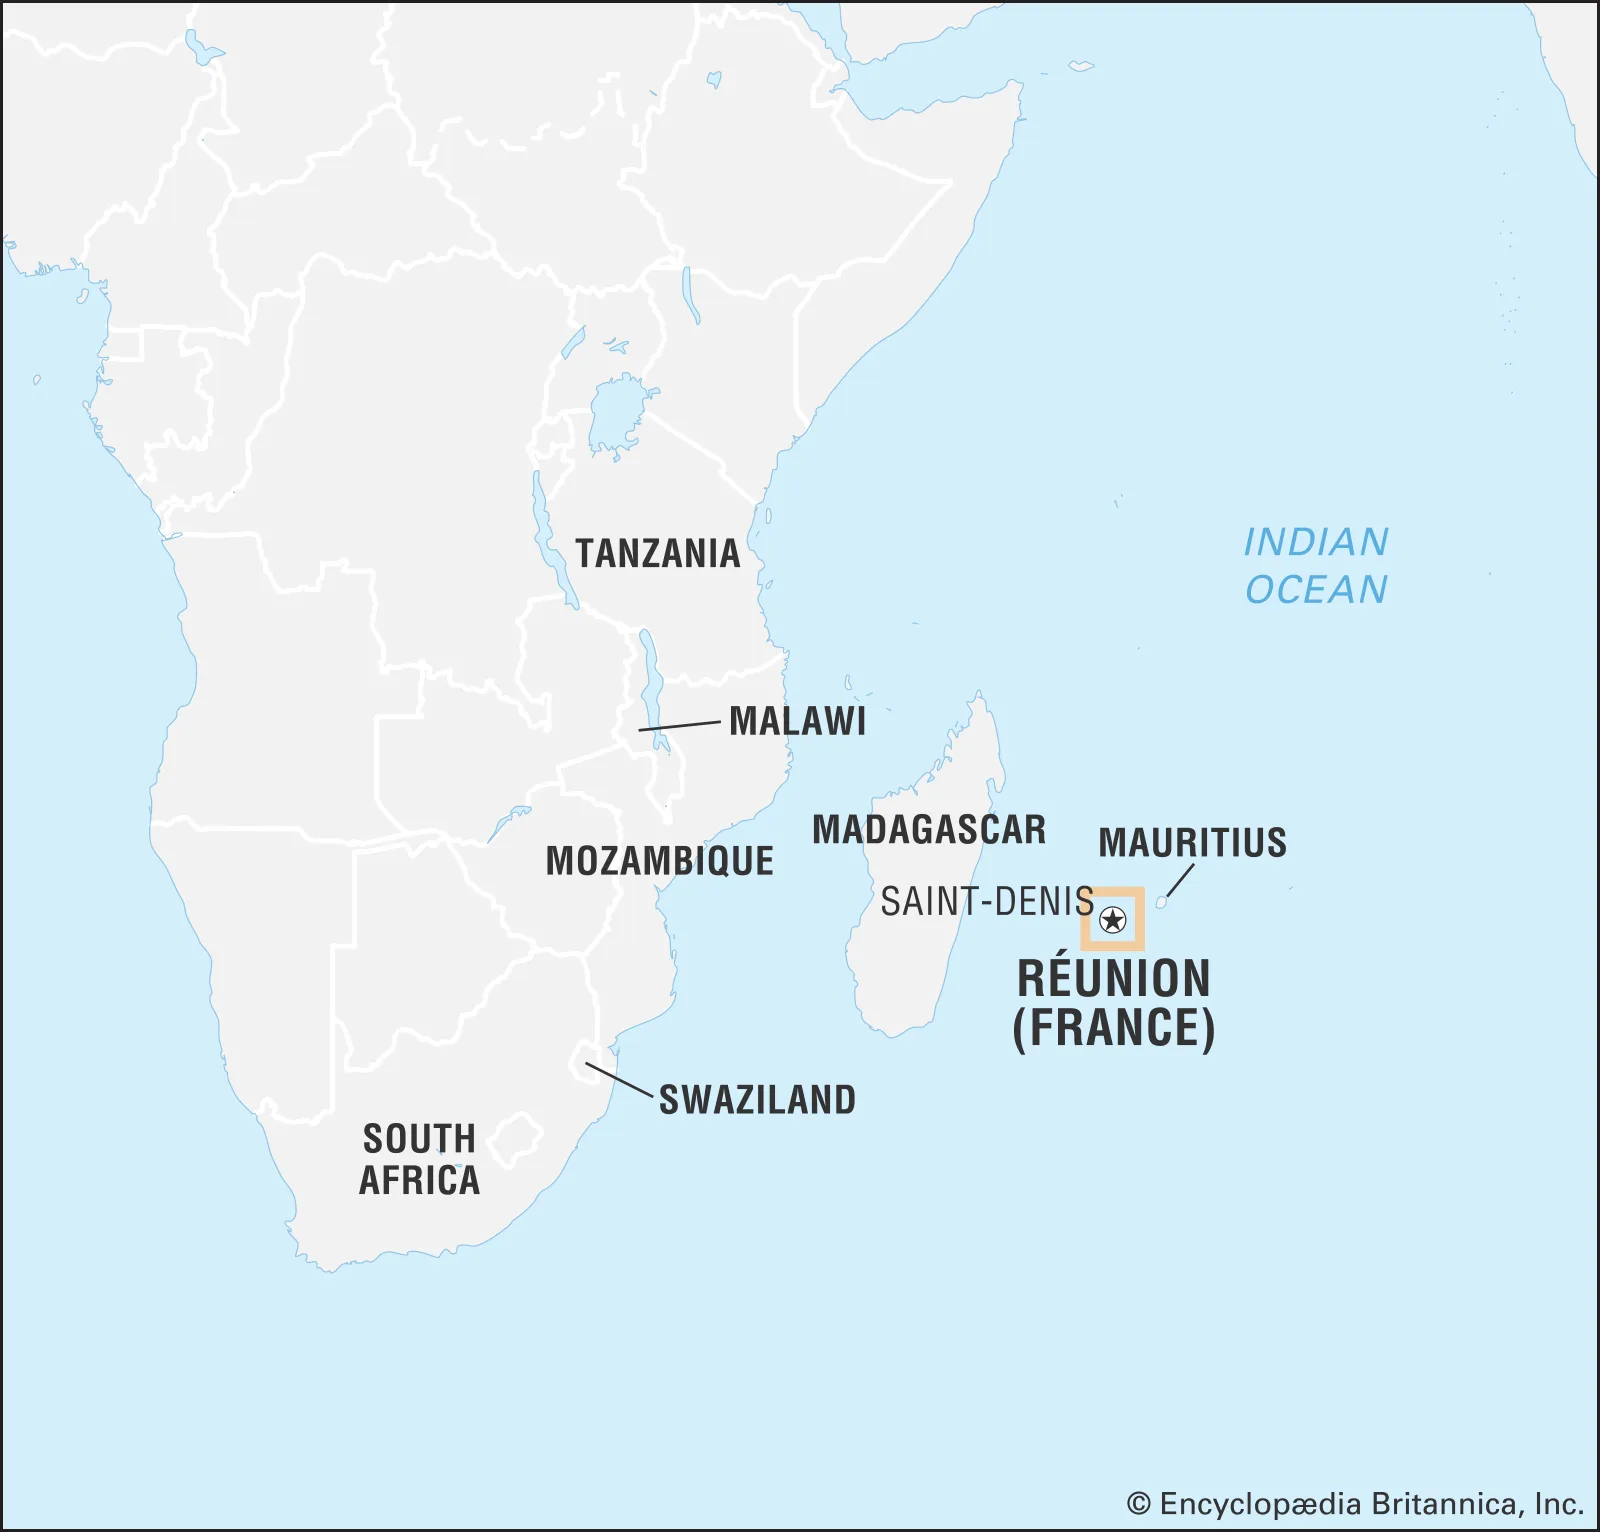 TANZANIA
INDIAN
OCEAN
MALAWI
MADAGASCAR
MAURITIUS
MOZAMBIQUE
SAINT-DENIS
RÉUNION
(FRANCE)
SWAZILAND
SOUTH
AFRICA
© Encyclopædia Britannica, Inc.